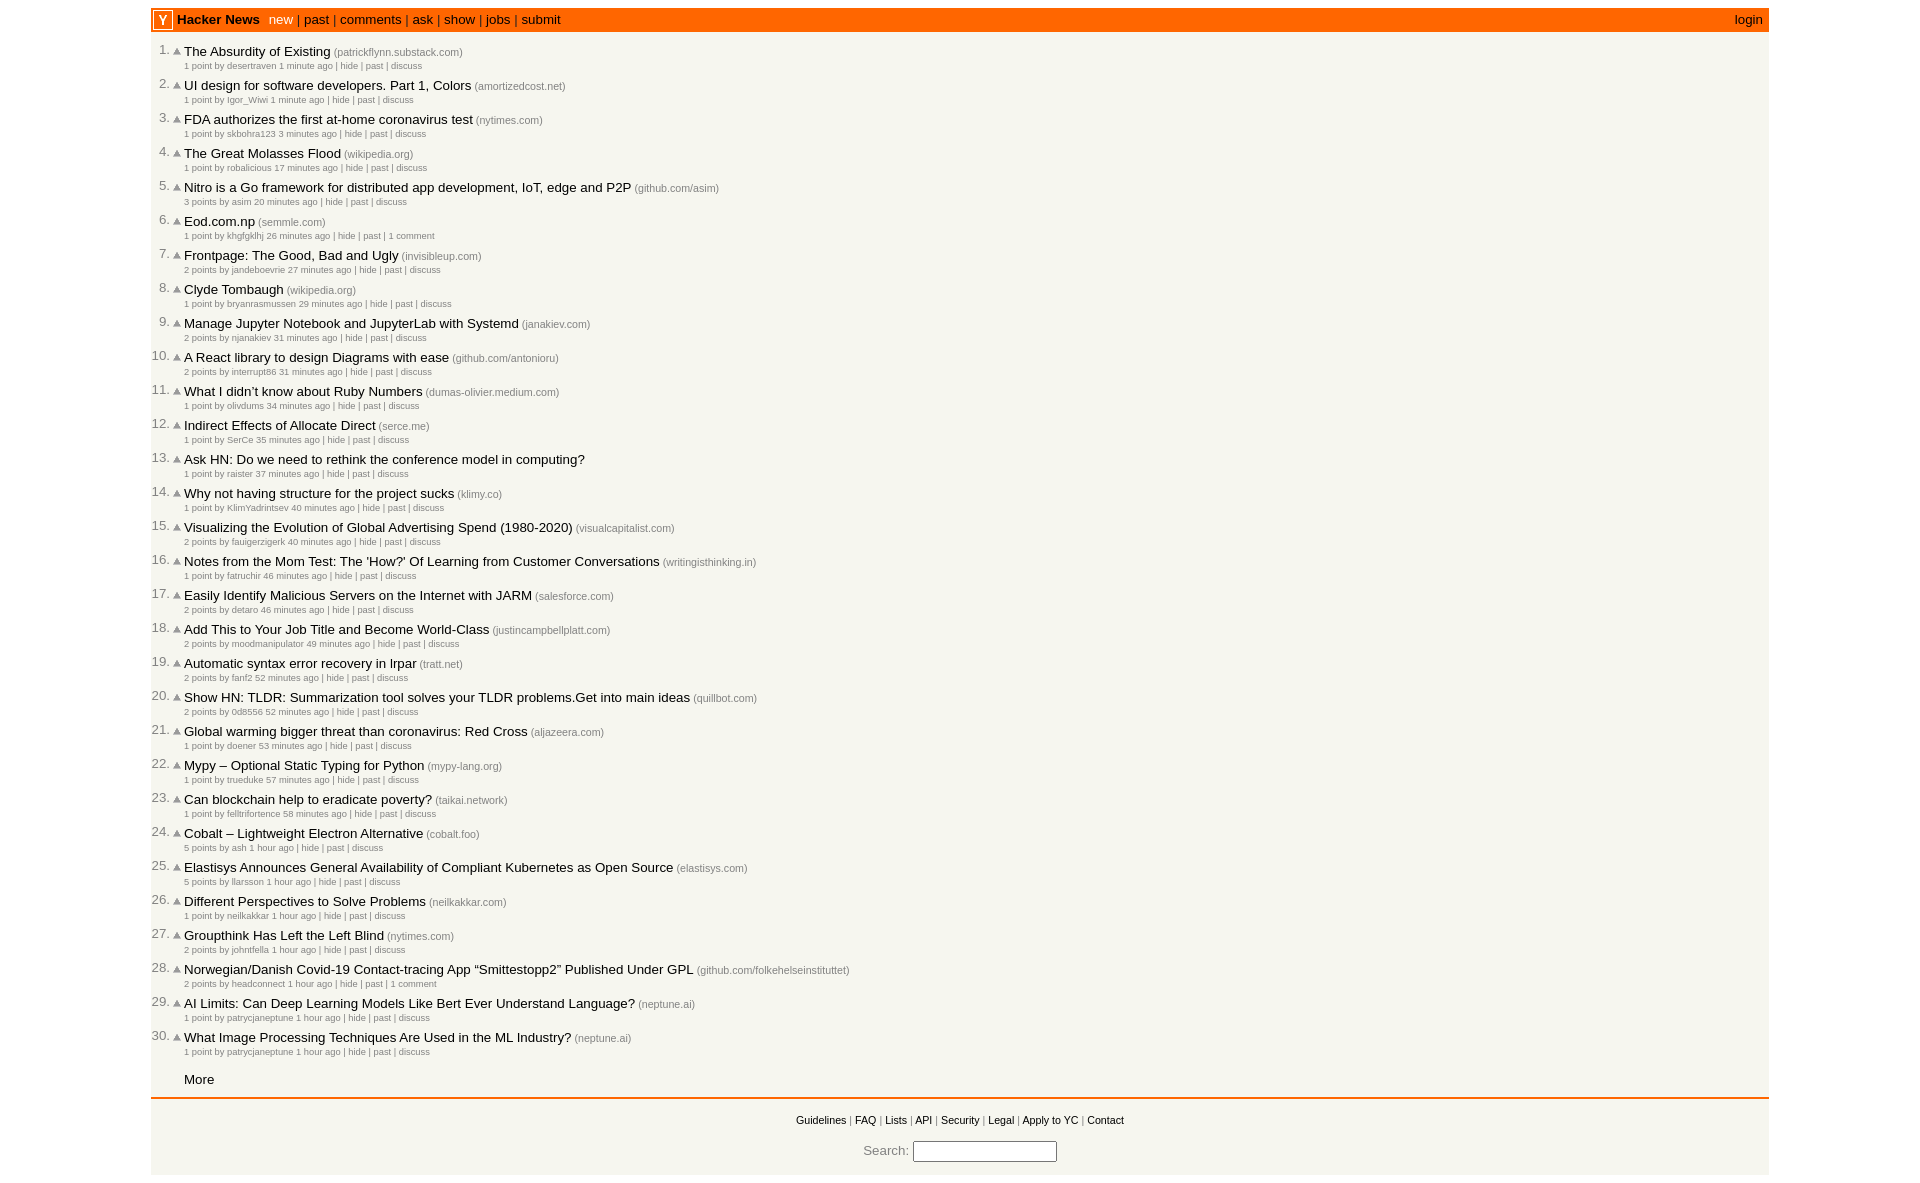 Y Hacker News new | past | comments | ask | show | jobs | submit login
1. The Absurdity of Existing (patrickflynn.substack.com)
1 point by desertraven 1 minute ago | hide | past | discuss
2. UI design for software developers. Part 1, Colors (amortizedcost.net)
1 point by Igor_Wiwi 1 minute ago | hide | past | discuss
3. FDA authorizes the first at-home coronavirus test (nytimes.com)
1 point by skbohra123 3 minutes ago | hide | past | discuss
4. The Great Molasses Flood (wikipedia.org)
1 point by robalicious 17 minutes ago | hide | past | discuss
5. Nitro is a Go framework for distributed app development, IoT, edge and P2P (github.com/asim)
3 points by asim 20 minutes ago | hide | past | discuss
6. Eod.com.np (semmle.com)
1 point by khgfgklhj 26 minutes ago | hide | past | 1 comment
7. Frontpage: The Good, Bad and Ugly (invisibleup.com)
2 points by jandeboevrie 27 minutes ago | hide | past | discuss
8. Clyde Tombaugh (wikipedia.org)
1 point by bryanrasmussen 29 minutes ago | hide | past | discuss
9. Manage Jupyter Notebook and JupyterLab with Systemd (janakiev.com)
2 points by njanakiev 31 minutes ago | hide | past | discuss
10. A React library to design Diagrams with ease (github.com/antonioru)
2 points by interrupt86 31 minutes ago | hide | past | discuss
11. What I didn’t know about Ruby Numbers (dumas-olivier.medium.com)
1 point by olivdums 34 minutes ago | hide | past | discuss
12. Indirect Effects of Allocate Direct (serce.me)
1 point by SerCe 35 minutes ago | hide | past | discuss
13. Ask HN: Do we need to rethink the conference model in computing?
1 point by raister 37 minutes ago | hide | past | discuss
14. Why not having structure for the project sucks (klimy.co)
1 point by KlimYadrintsev 40 minutes ago | hide | past | discuss
15. Visualizing the Evolution of Global Advertising Spend (1980-2020) (visualcapitalist.com)
2 points by fauigerzigerk 40 minutes ago | hide | past | discuss
16. Notes from the Mom Test: The 'How?' Of Learning from Customer Conversations (writingisthinking.in)
1 point by fatruchir 46 minutes ago | hide | past | discuss
17. Easily Identify Malicious Servers on the Internet with JARM (salesforce.com)
2 points by detaro 46 minutes ago | hide | past | discuss
18. Add This to Your Job Title and Become World-Class (justincampbellplatt.com)
2 points by moodmanipulator 49 minutes ago | hide | past | discuss
19. Automatic syntax error recovery in lrpar (tratt.net)
2 points by fanf2 52 minutes ago | hide | past | discuss
20. Show HN: TLDR: Summarization tool solves your TLDR problems.Get into main ideas (quillbot.com)
2 points by 0d8556 52 minutes ago | hide | past | discuss
21. Global warming bigger threat than coronavirus: Red Cross (aljazeera.com)
1 point by doener 53 minutes ago | hide | past | discuss
22. Mypy – Optional Static Typing for Python (mypy-lang.org)
1 point by trueduke 57 minutes ago | hide | past | discuss
23. Can blockchain help to eradicate poverty? (taikai.network)
1 point by felltrifortence 58 minutes ago | hide | past | discuss
24. Cobalt – Lightweight Electron Alternative (cobalt.foo)
5 points by ash 1 hour ago | hide | past | discuss
25. Elastisys Announces General Availability of Compliant Kubernetes as Open Source (elastisys.com)
5 points by llarsson 1 hour ago | hide | past | discuss
26. Different Perspectives to Solve Problems (neilkakkar.com)
1 point by neilkakkar 1 hour ago | hide | past | discuss
27. Groupthink Has Left the Left Blind (nytimes.com)
2 points by johntfella 1 hour ago | hide | past | discuss
28. Norwegian/Danish Covid-19 Contact-tracing App “Smittestopp2” Published Under GPL (github.com/folkehelseinstituttet)
2 points by headconnect 1 hour ago | hide | past | 1 comment
29. AI Limits: Can Deep Learning Models Like Bert Ever Understand Language? (neptune.ai)
1 point by patrycjaneptune 1 hour ago | hide | past | discuss
30. What Image Processing Techniques Are Used in the ML Industry? (neptune.ai)
1 point by patrycjaneptune 1 hour ago | hide | past | discuss
More
Guidelines | FAQ | Lists | API | Security | Legal | Apply to YC | Contact
Search: